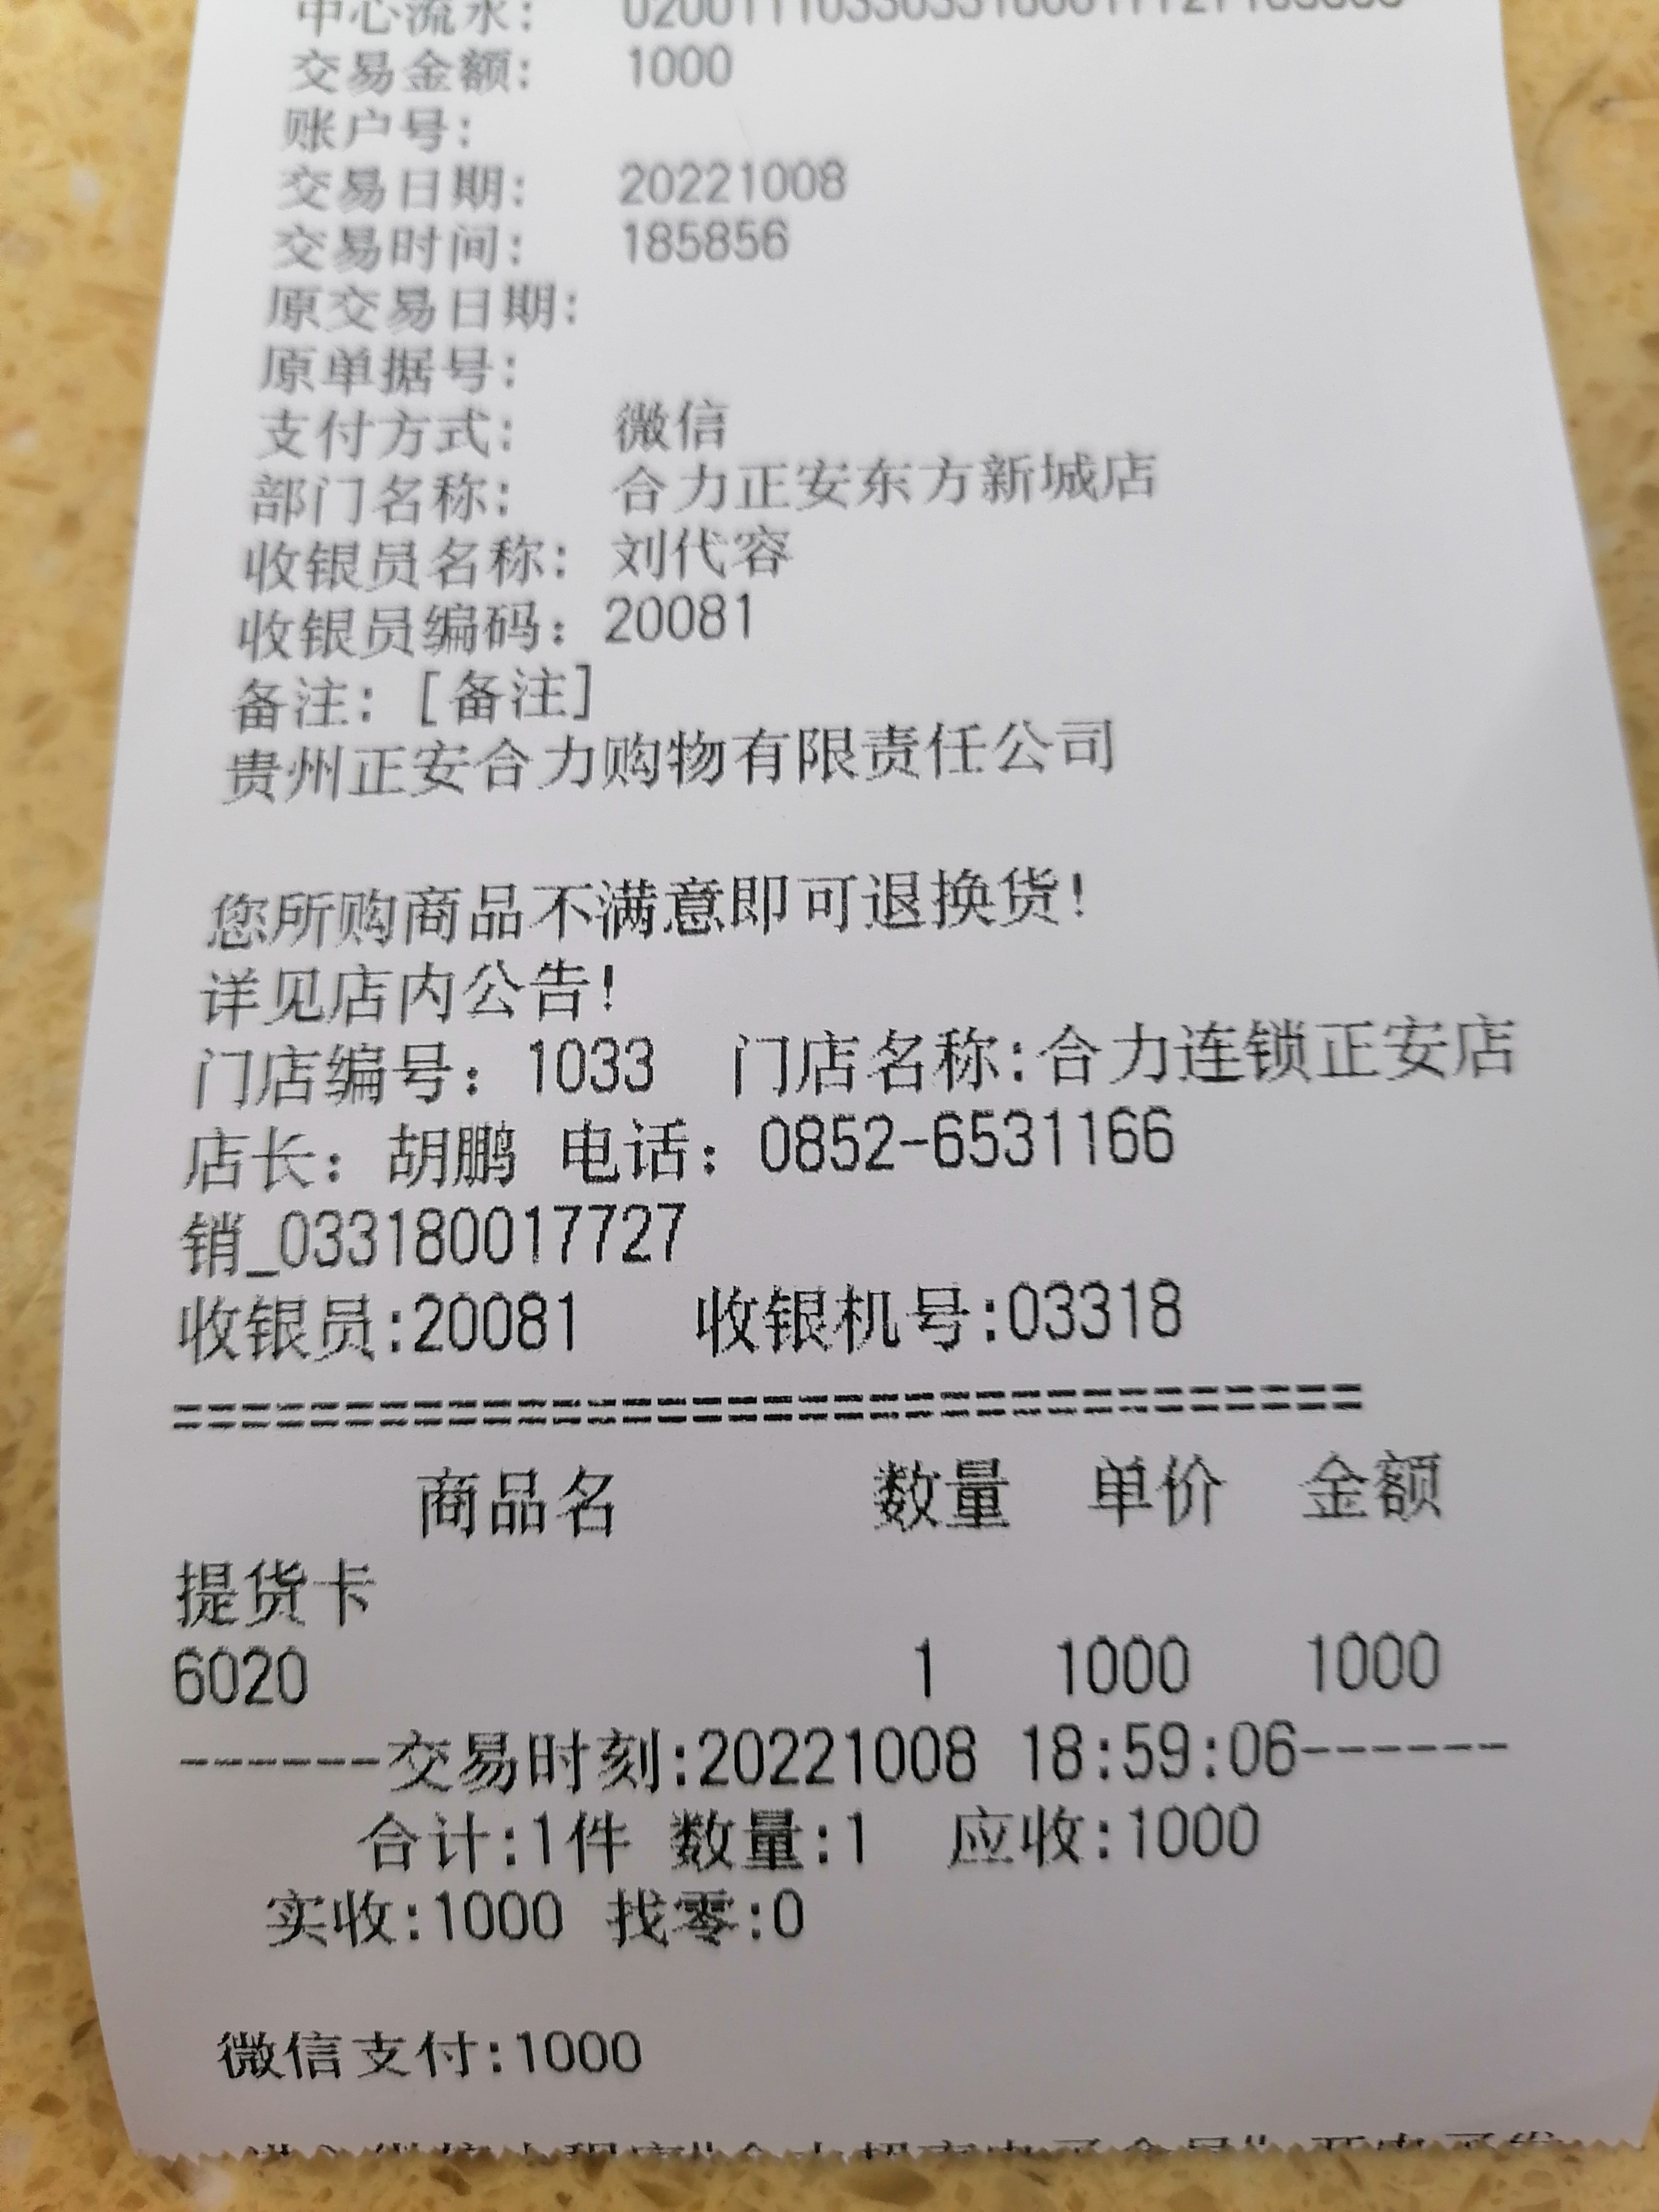 交易金额: 1000
账户号:
交易日期: 20221008
交易时间: 185856
原交易日期:
原单据号:
支付方式: 微信
部门名称: 合力正安东方新城店
收银员名称: 刘代容
收银员编码: 20081
备注: [备注]
贵州正安合力购物有限责任公司
您所购商品不满意即可退换货!
详见店内公告!
门店编号: 1033 门店名称:合力连锁正安店
店长: 胡鹏 电话: 0852-6531166
销_033180017727
收银员:20081 收银机号:03318
==================================
商品名 数量 单价 金额
提货卡
6020 1 1000 1000
------交易时刻:20221008 18:59:06------
合计:1件 数量:1 应收:1000
实收:1000 找零:0
微信支付:1000